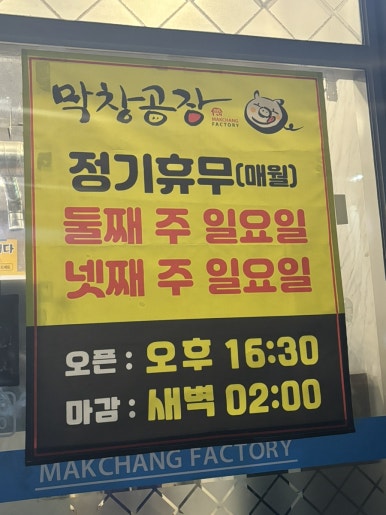 막창공장
MAKCHANG
FACTORY
정기휴무(매월)
둘째 주 일요일
넷째 주 일요일
오픈 : 오후 16:30
마감 : 새벽 02:00
MAKCHANG FACTORY